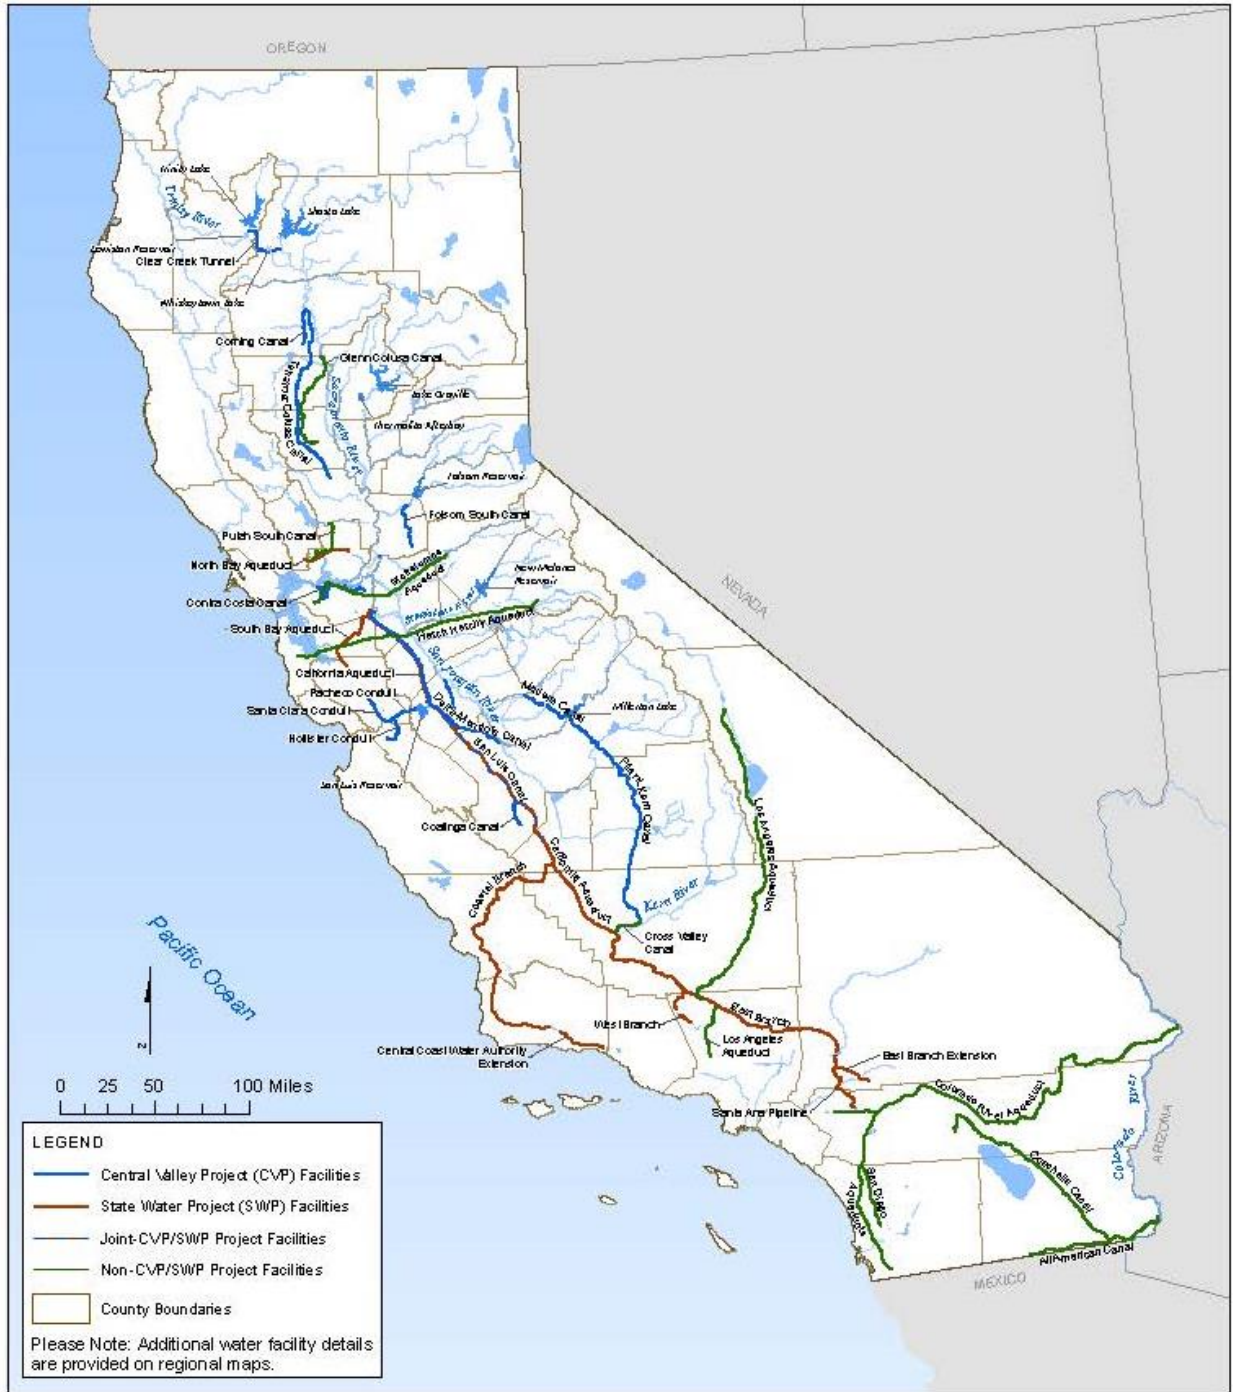 OREGON
Trinity Lake
Trinity River
Shasta Lake
Lewiston Reservoir
Clear Creek Tunnel
Whiskeytown Lake
Corning Canal
Glenn Colusa Canal
Tehama-Colusa Canal
Sacramento River
Lake Oroville
Thermalito Afterbay
Folsom Reservoir
Folsom South Canal
Putah South Canal
North Bay Aqueduct
Mokelumne
Aqueduct
New Melones
Reservoir
Contra Costa Canal
Stanislaus River
South Bay Aqueduct
Hetch Hetchy Aqueduct
NEVADA
California Aqueduct
San Joaquin River
Pacheco Conduit
Santa Clara Conduit
Delta-Mendota Canal
Madera Canal
Millerton Lake
Hollister Conduit
San Luis Canal
San Luis Reservoir
Friant-Kern Canal
Coalinga Canal
Los Angeles Aqueduct
California Aqueduct
Coastal Branch
Kern River
Cross Valley
Canal
Pacific Ocean
West Branch
East Branch
Los Angeles
Aqueduct
Central Coast Water Authority
Extension
East Branch Extension
Santa Ana Pipeline
Colorado River Aqueduct
Colorado River
ARIZONA
Coachella Canal
San Diego
Aqueducts
All American Canal
MEXICO
N
0 25 50 100 Miles
LEGEND
Central Valley Project (CVP) Facilities
State Water Project (SWP) Facilities
Joint-CVP/SWP Project Facilities
Non-CVP/SWP Project Facilities
County Boundaries
Please Note: Additional water facility details
are provided on regional maps.